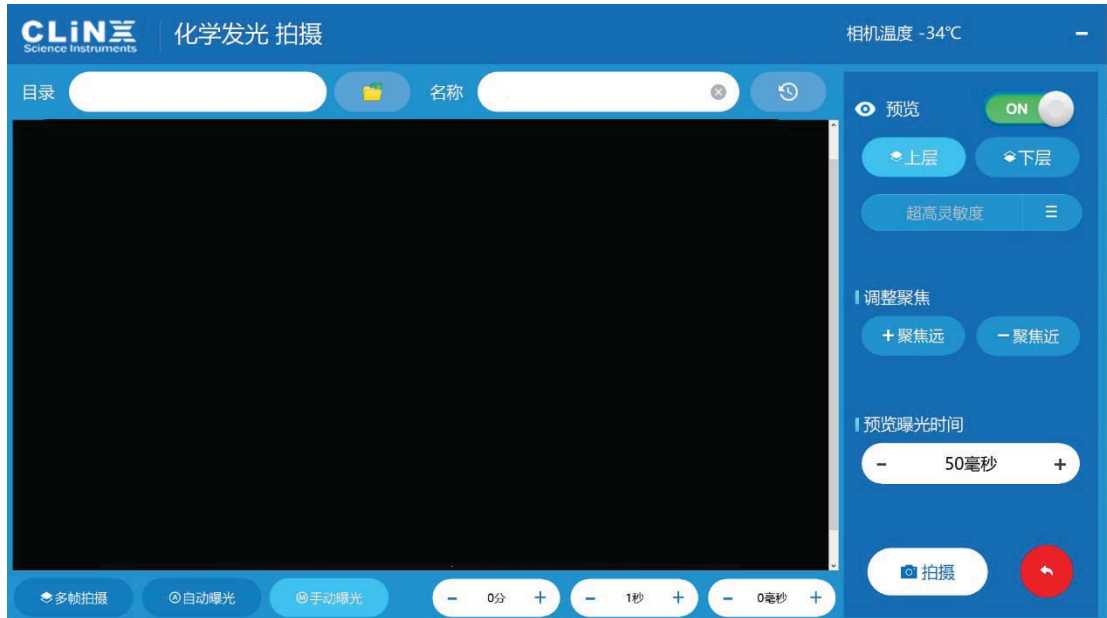 CLiNX
Science Instruments
化学发光 拍摄
相机温度 -34℃
目录
名称
预览
ON
上层
下层
超高灵敏度
调整聚焦
+聚焦远
-聚焦近
预览曝光时间
- 50毫秒 +
拍摄
多帧拍摄
Ⓐ自动曝光
Ⓜ手动曝光
- 0分 +
- 1秒 +
- 0毫秒 +